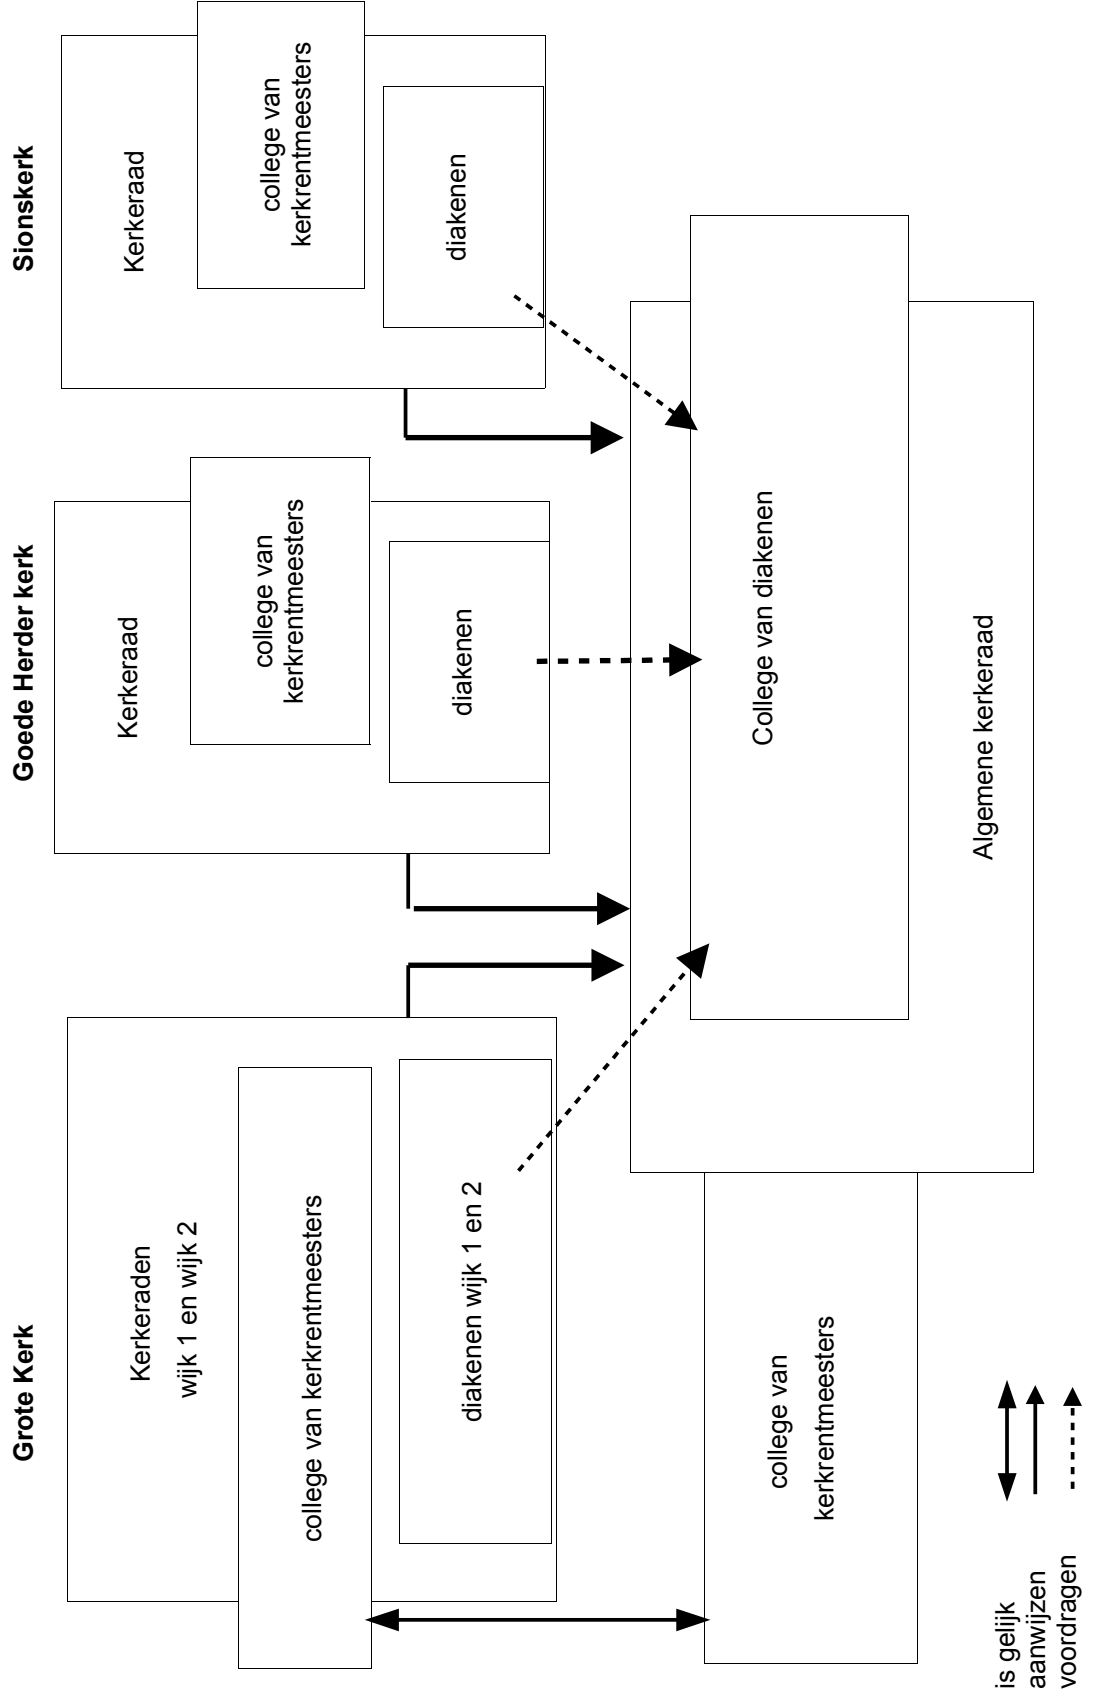 Grote Kerk
Goede Herder kerk
Sionskerk
Kerkeraden
wijk 1 en wijk 2
college van kerkrentmeesters
diakenen wijk 1 en 2
Kerkeraad
college van
kerkrentmeesters
diakenen
Kerkeraad
college van
kerkrentmeesters
diakenen
college van
kerkrentmeesters
College van diakenen
Algemene kerkeraad
is gelijk
aanwijzen
voordragen